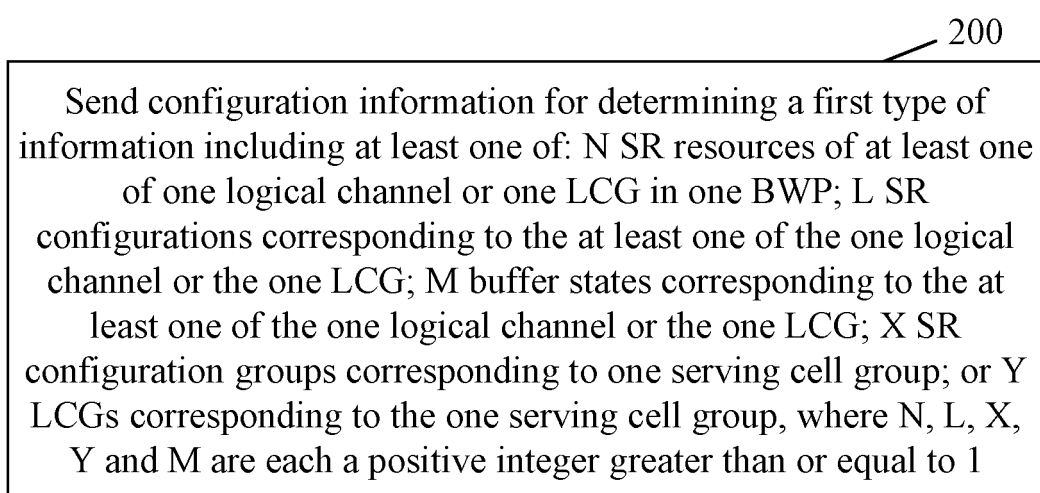 200
Send configuration information for determining a first type of
information including at least one of: N SR resources of at least one
of one logical channel or one LCG in one BWP; L SR
configurations corresponding to the at least one of the one logical
channel or the one LCG; M buffer states corresponding to the at
least one of the one logical channel or the one LCG; X SR
configuration groups corresponding to one serving cell group; or Y
LCGs corresponding to the one serving cell group, where N, L, X,
Y and M are each a positive integer greater than or equal to 1